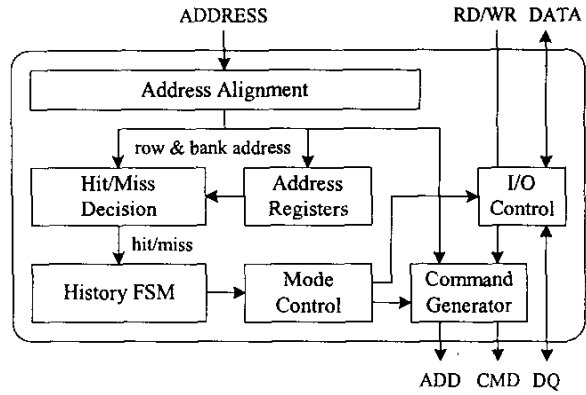 ADDRESS
RD/WR DATA
Address Alignment
row & bank address
Hit/Miss
Decision
Address
Registers
I/O
Control
hit/miss
History FSM
Mode
Control
Command
Generator
ADD CMD DQ